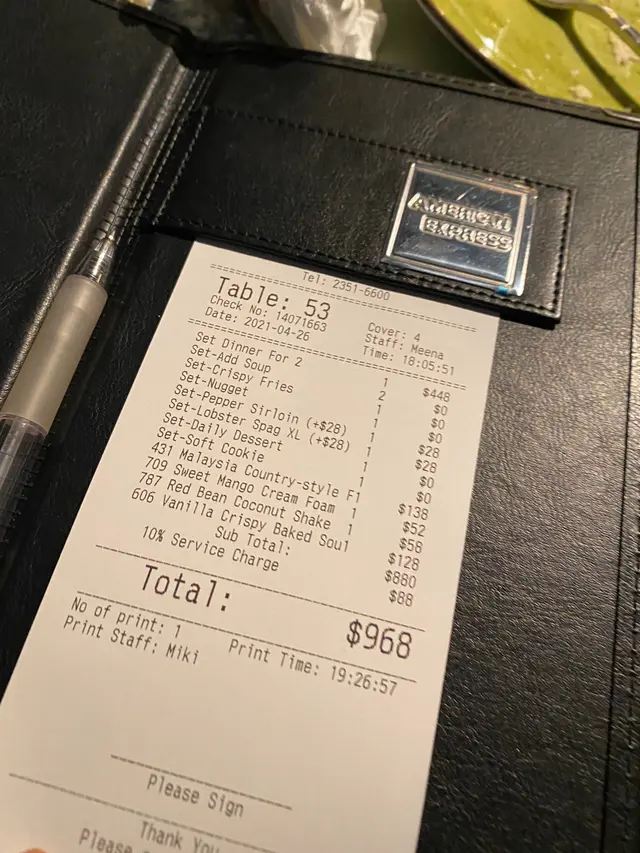 AMERICAN
EXPRESS
Tel: 2351-6600
Table: 53
Check No: 14071663 Cover: 4
Date: 2021-04-26 Staff: Meena
Time: 18:05:51
Set Dinner For 2 1 $448
Set-Add Soup 2 $0
Set-Crispy Fries 1 $0
Set-Nugget 1 $0
Set-Pepper Sirloin (+$28) 1 $28
Set-Lobster Spag XL (+$28) 1 $28
Set-Daily Dessert 1 $0
Set-Soft Cookie 1 $0
431 Malaysia Country-style F1 $138
709 Sweet Mango Cream Foam 1 $52
787 Red Bean Coconut Shake 1 $58
606 Vanilla Crispy Baked Sou1 $128
Sub Total: $880
10% Service Charge $88
Total: $968
No of print: 1 Print Time: 19:26:57
Print Staff: Miki
Please Sign
Thank You
Please